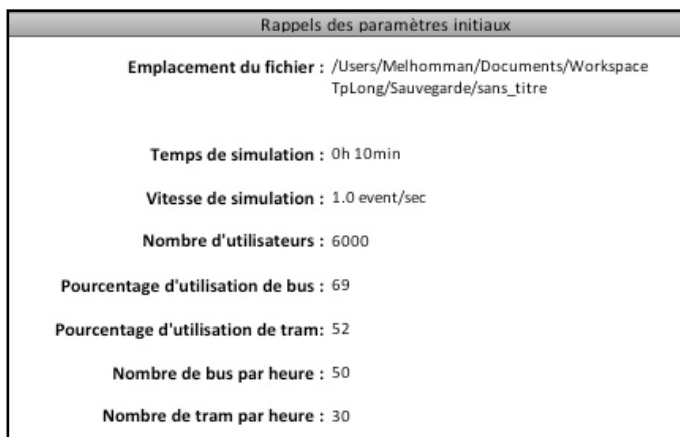 Rappels des paramètres initiaux
Emplacement du fichier : /Users/Melhomman/Documents/Workspace
TpLong/Sauvegarde/sans_titre
Temps de simulation : 0h 10min
Vitesse de simulation : 1.0 event/sec
Nombre d'utilisateurs : 6000
Pourcentage d'utilisation de bus : 69
Pourcentage d'utilisation de tram: 52
Nombre de bus par heure : 50
Nombre de tram par heure : 30